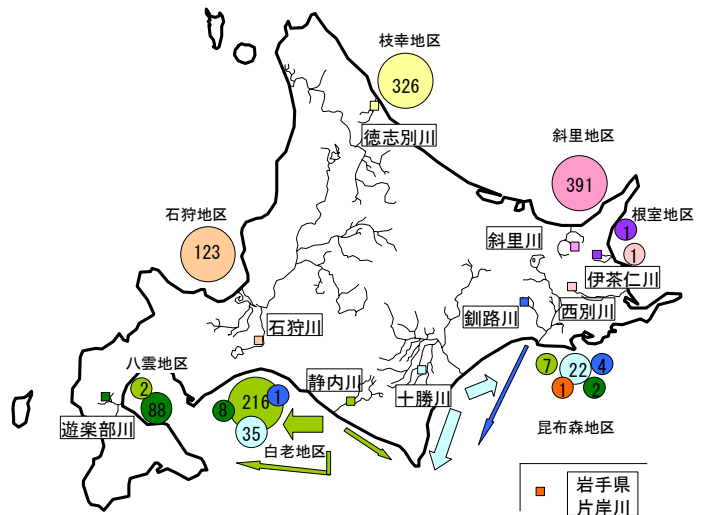 枝幸地区
326
徳志別川
斜里地区
391
石狩地区
123
根室地区
1
1
斜里川
伊茶仁川
西別川
釧路川
石狩川
八雲地区
2
88
遊楽部川
静内川
十勝川
216
1
8
35
白老地区
7
22
4
1
2
昆布森地区
岩手県
片岸川